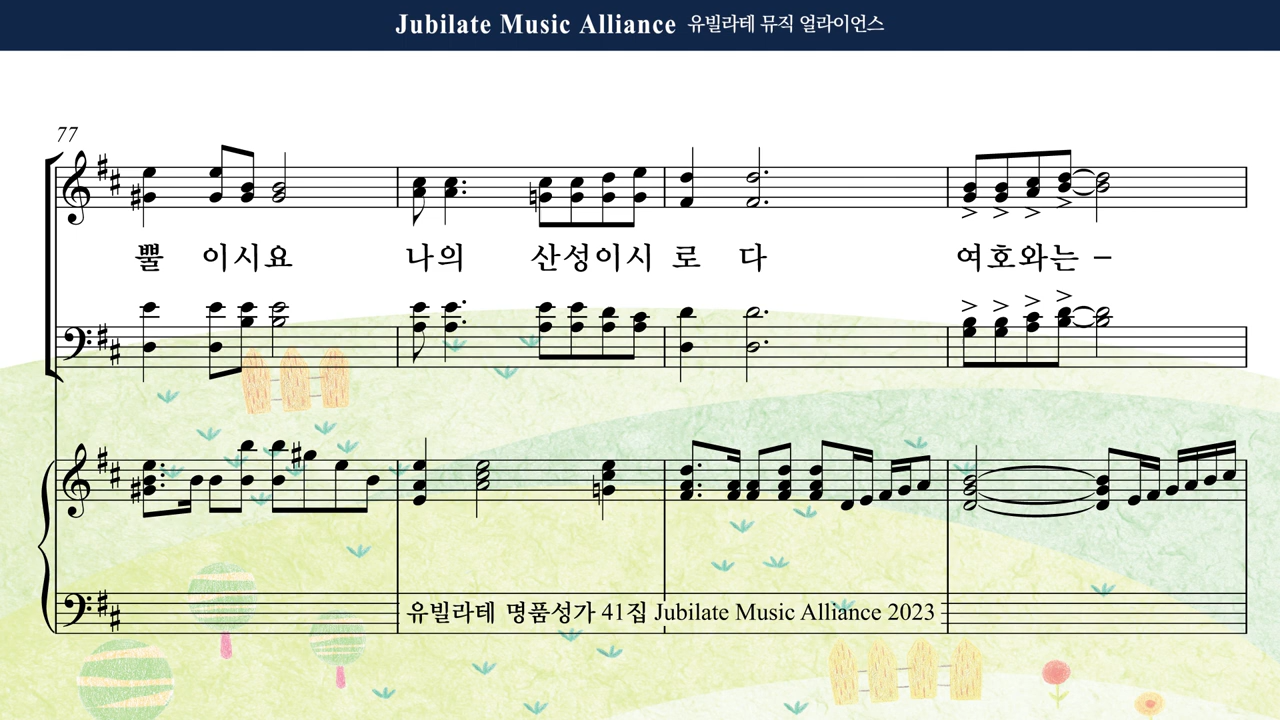 Jubilate Music Alliance 유빌라테 뮤직 얼라이언스
77
뿔 이시요 나의 산성이시 로 다 여호와는 –
유빌라테 명품성가 41집 Jubilate Music Alliance 2023